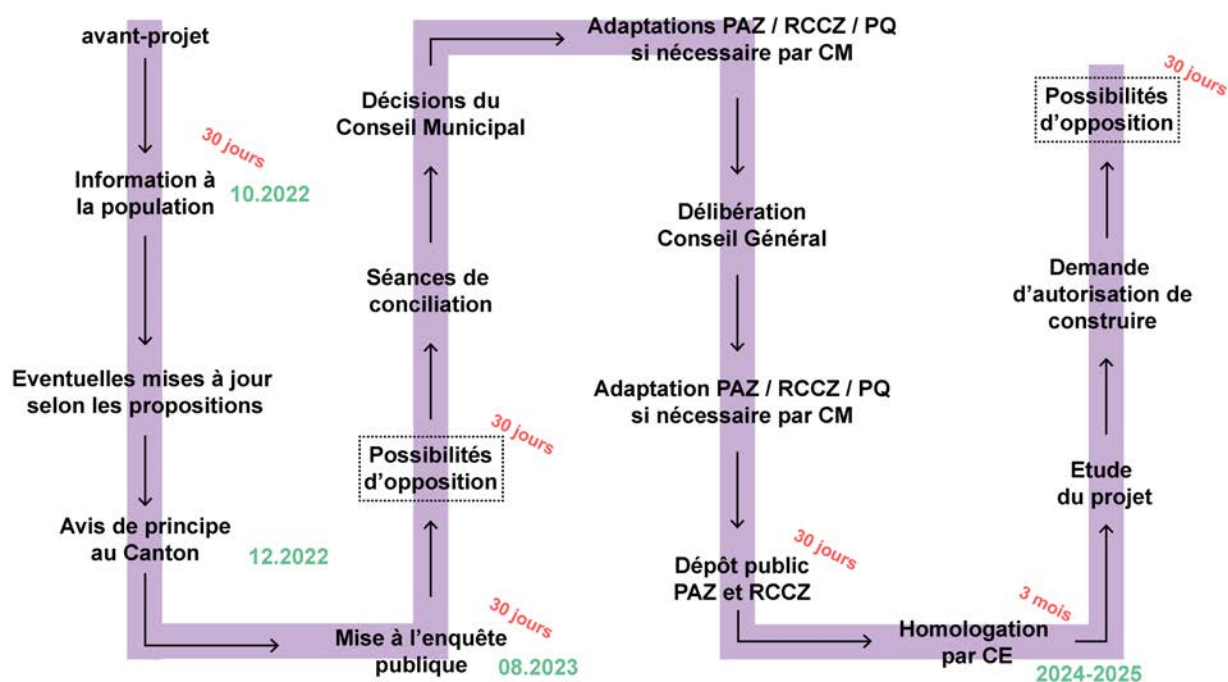 avant-projet
30 jours
Information à
la population
10.2022
Eventuelles mises à jour
selon les propositions
Avis de principe
au Canton
12.2022
Mise à l’enquête
publique
30 jours
08.2023
Possibilités
d’opposition
30 jours
Séances de
conciliation
Décisions du
Conseil Municipal
Adaptations PAZ / RCCZ / PQ
si nécessaire par CM
Délibération
Conseil Général
Adaptation PAZ / RCCZ / PQ
si nécessaire par CM
Dépôt public
PAZ et RCCZ
30 jours
Homologation
par CE
3 mois
2024-2025
Etude
du projet
Demande
d’autorisation de
construire
Possibilités
d’opposition
30 jours